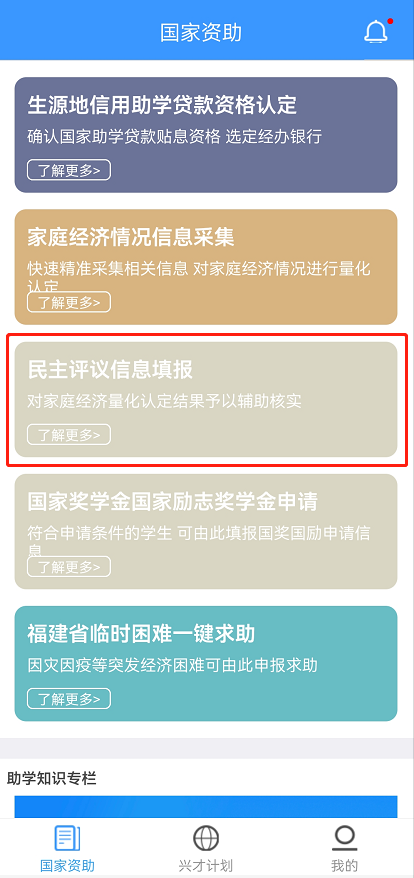 国家资助
生源地信用助学贷款资格认定
确认国家助学贷款贴息资格 选定经办银行
了解更多>
家庭经济情况信息采集
快速精准采集相关信息 对家庭经济情况进行量化
认定
了解更多>
民主评议信息填报
对家庭经济量化认定结果予以辅助核实
了解更多>
国家奖学金国家励志奖学金申请
符合申请条件的学生 可由此填报国奖国励申请信
息
了解更多>
福建省临时困难一键求助
因灾因疫等突发经济困难可由此申报求助
了解更多>
助学知识专栏
国家资助
兴才计划
我的